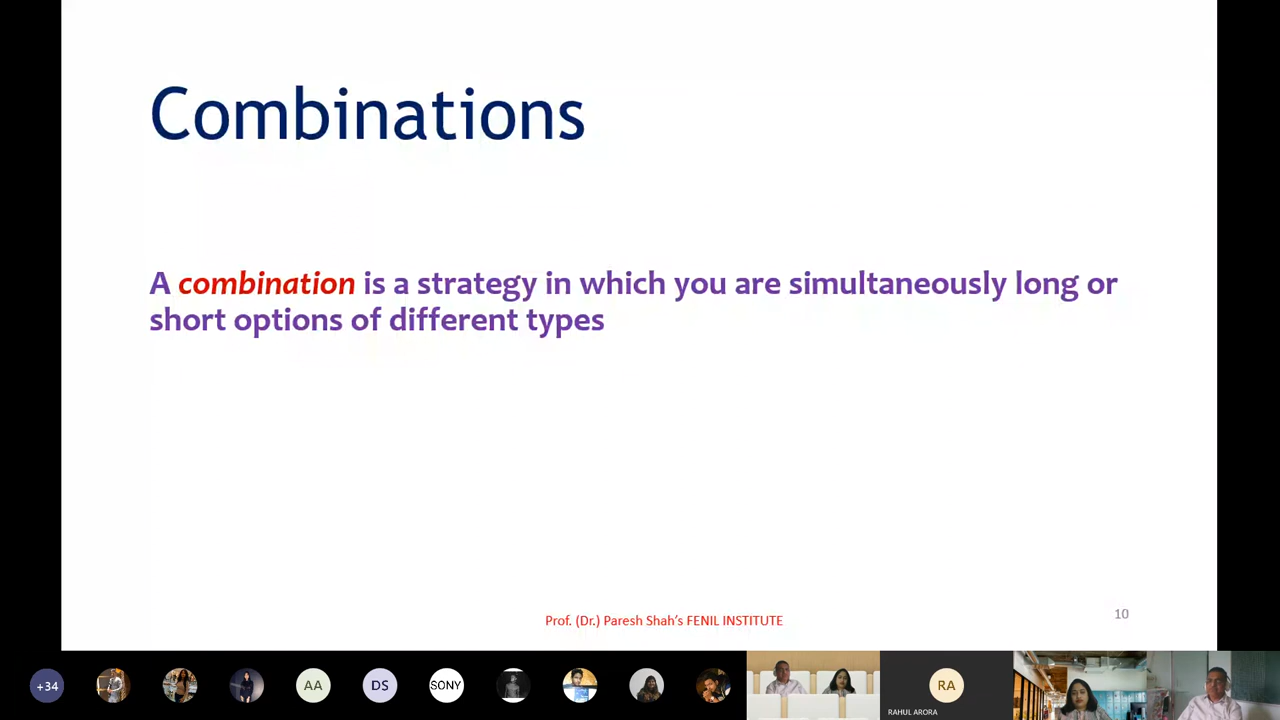 Combinations
A combination is a strategy in which you are simultaneously long or
short options of different types
Prof. (Dr.) Paresh Shah's FENIL INSTITUTE
10
+34
AA
DS
SONY
RA
RAHUL ARORA